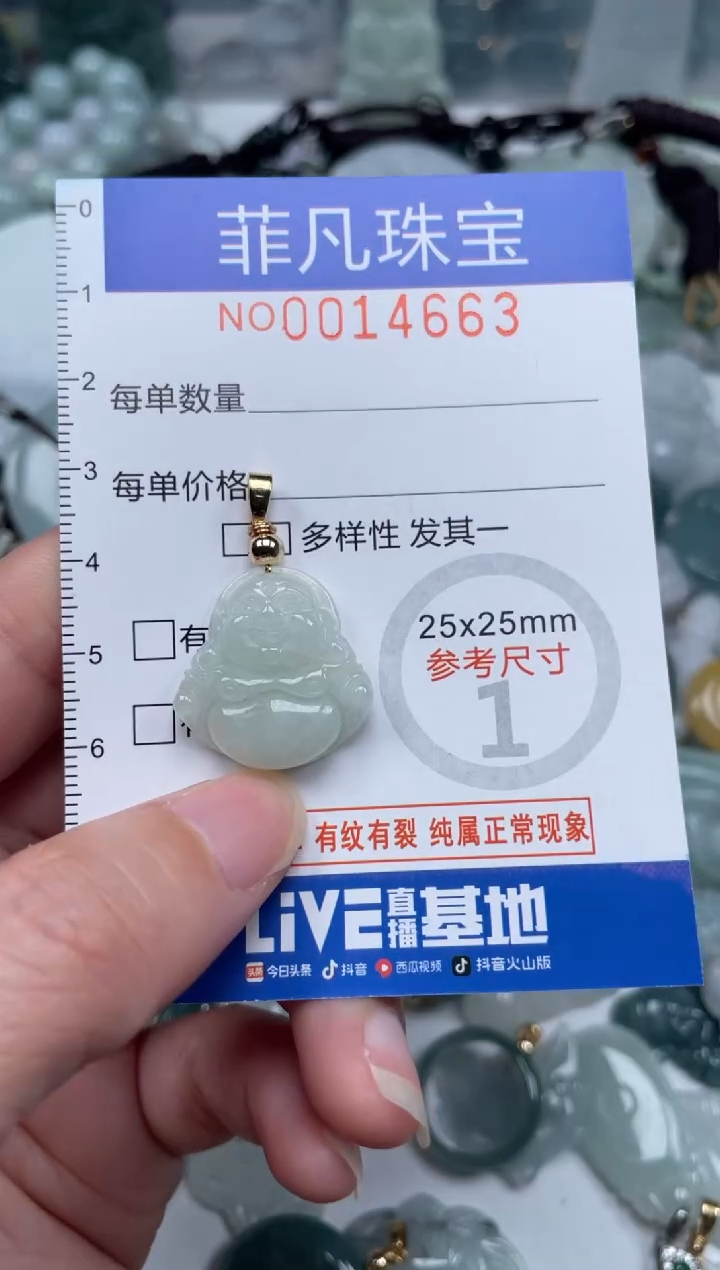 0
菲凡珠宝
1
NO0014663
2
每单数量
3
每单价格
多样性 发其一
4
25x25mm
5
有
参考尺寸
1
6
有纹有裂 纯属正常现象
LiVE直播基地
头条 今日头条 抖音 西瓜视频 抖音火山版